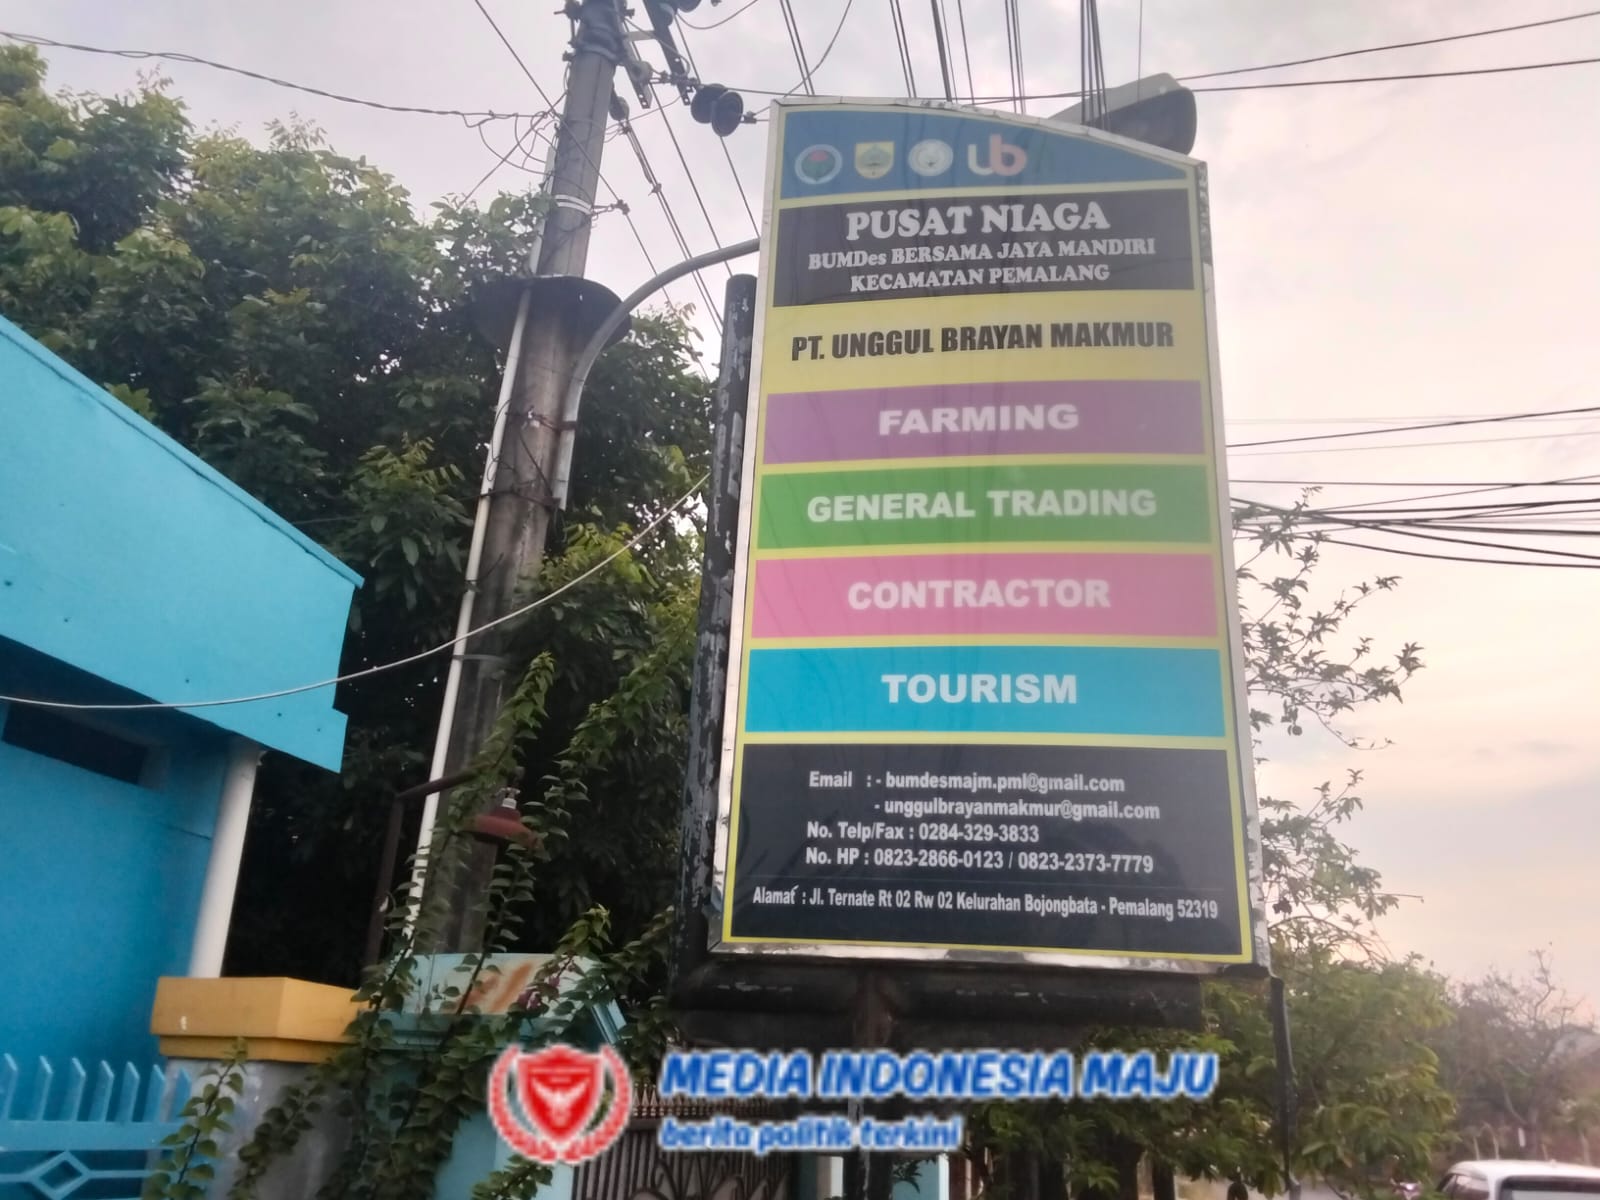 ub
PUSAT NIAGA
BUMDes BERSAMA JAYA MANDIRI
KECAMATAN PEMALANG
PT. UNGGUL BRAYAN MAKMUR
FARMING
GENERAL TRADING
CONTRACTOR
TOURISM
Email : - bumdesmajm.pml@gmail.com
- unggulbrayanmakmur@gmail.com
No. Telp/Fax : 0284-329-3833
No. HP : 0823-2866-0123 / 0823-2373-7779
Alamat : Jl. Ternate Rt 02 Rw 02 Kelurahan Bojongbata - Pemalang 52319
MEDIA INDONESIA MAJU
berita politik terkini